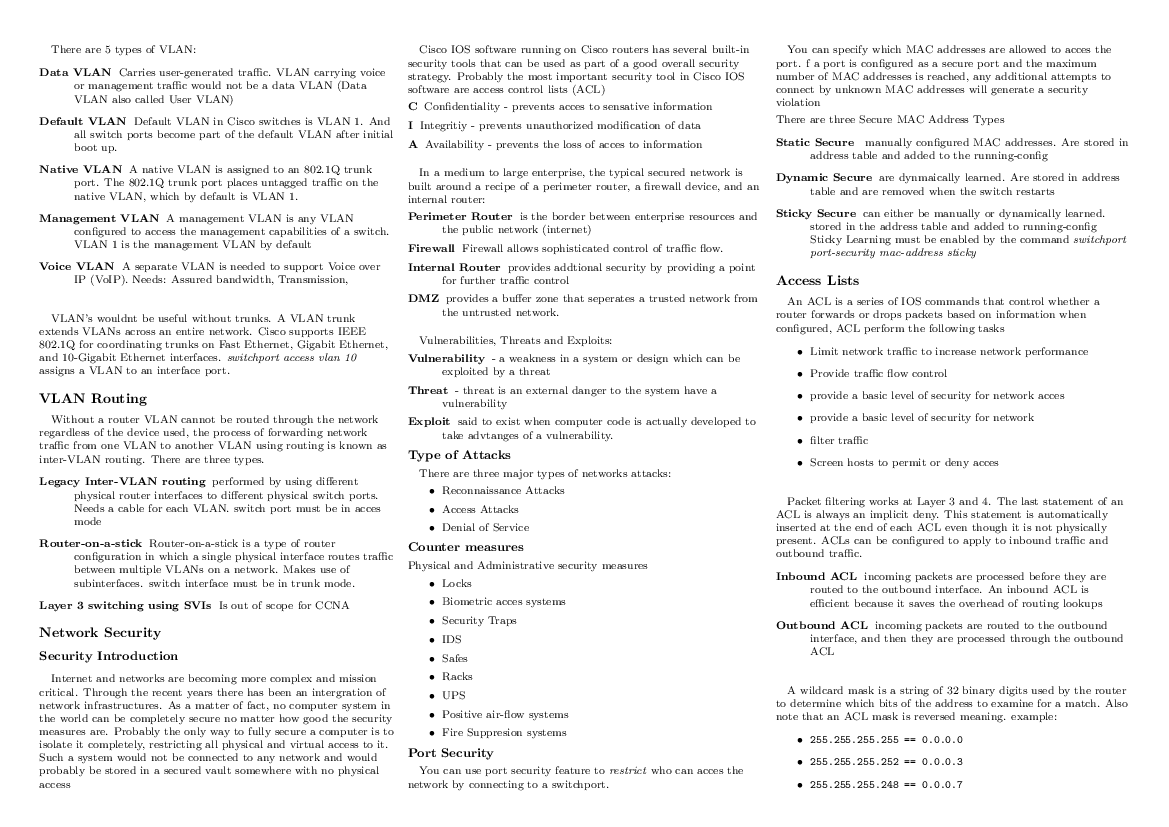 There are 5 types of VLAN:
Data VLAN Carries user-generated traffic. VLAN carrying voice
or management traffic would not be a data VLAN (Data
VLAN also called User VLAN)
Default VLAN Default VLAN in Cisco switches is VLAN 1. And
all switch ports become part of the default VLAN after initial
boot up.
Native VLAN A native VLAN is assigned to an 802.1Q trunk
port. The 802.1Q trunk port places untagged traffic on the
native VLAN, which by default is VLAN 1.
Management VLAN A management VLAN is any VLAN
configured to access the management capabilities of a switch.
VLAN 1 is the management VLAN by default
Voice VLAN A separate VLAN is needed to support Voice over
IP (VoIP). Needs: Assured bandwidth, Transmission,
VLAN's wouldnt be useful without trunks. A VLAN trunk
extends VLANs across an entire network. Cisco supports IEEE
802.1Q for coordinating trunks on Fast Ethernet, Gigabit Ethernet,
and 10-Gigabit Ethernet interfaces. switchport access vlan 10
assigns a VLAN to an interface port.
VLAN Routing
Without a router VLAN cannot be routed through the network
regardless of the device used, the process of forwarding network
traffic from one VLAN to another VLAN using routing is known as
inter-VLAN routing. There are three types.
Legacy Inter-VLAN routing performed by using different
physical router interfaces to different physical switch ports.
Needs a cable for each VLAN. switch port must be in acces
mode
Router-on-a-stick Router-on-a-stick is a type of router
configuration in which a single physical interface routes traffic
between multiple VLANs on a network. Makes use of
subinterfaces. switch interface must be in trunk mode.
Layer 3 switching using SVIs Is out of scope for CCNA
Network Security
Security Introduction
Internet and networks are becoming more complex and mission
critical. Through the recent years there has been an intergration of
network infrastructures. As a matter of fact, no computer system in
the world can be completely secure no matter how good the security
measures are. Probably the only way to fully secure a computer is to
isolate it completely, restricting all physical and virtual access to it.
Such a system would not be connected to any network and would
probably be stored in a secured vault somewhere with no physical
access
Cisco IOS software running on Cisco routers has several built-in
security tools that can be used as part of a good overall security
strategy. Probably the most important security tool in Cisco IOS
software are access control lists (ACL)
C Confidentiality - prevents acces to sensative information
I Integritiy - prevents unauthorized modification of data
A Availability - prevents the loss of acces to information
In a medium to large enterprise, the typical secured network is
built around a recipe of a perimeter router, a firewall device, and an
internal router:
Perimeter Router is the border between enterprise resources and
the public network (internet)
Firewall Firewall allows sophisticated control of traffic flow.
Internal Router provides addtional security by providing a point
for further traffic control
DMZ provides a buffer zone that seperates a trusted network from
the untrusted network.
Vulnerabilities, Threats and Exploits:
Vulnerability - a weakness in a system or design which can be
exploited by a threat
Threat - threat is an external danger to the system have a
vulnerability
Exploit said to exist when computer code is actually developed to
take advtanges of a vulnerability.
Type of Attacks
There are three major types of networks attacks:
• Reconnaissance Attacks
• Access Attacks
• Denial of Service
Counter measures
Physical and Administrative security measures
• Locks
• Biometric acces systems
• Security Traps
• IDS
• Safes
• Racks
• UPS
• Positive air-flow systems
• Fire Suppresion systems
Port Security
You can use port security feature to restrict who can acces the
network by connecting to a switchport.
You can specify which MAC addresses are allowed to acces the
port. f a port is configured as a secure port and the maximum
number of MAC addresses is reached, any additional attempts to
connect by unknown MAC addresses will generate a security
violation
There are three Secure MAC Address Types
Static Secure manually configured MAC addresses. Are stored in
address table and added to the running-config
Dynamic Secure are dynmaically learned. Are stored in address
table and are removed when the switch restarts
Sticky Secure can either be manually or dynamically learned.
stored in the address table and added to running-config
Sticky Learning must be enabled by the command switchport
port-security mac-address sticky
Access Lists
An ACL is a series of IOS commands that control whether a
router forwards or drops packets based on information when
configured, ACL perform the following tasks
• Limit network traffic to increase network performance
• Provide traffic flow control
• provide a basic level of security for network acces
• provide a basic level of security for network
• filter traffic
• Screen hosts to permit or deny acces
Packet filtering works at Layer 3 and 4. The last statement of an
ACL is always an implicit deny. This statement is automatically
inserted at the end of each ACL even though it is not physically
present. ACLs can be configured to apply to inbound traffic and
outbound traffic.
Inbound ACL incoming packets are processed before they are
routed to the outbound interface. An inbound ACL is
efficient because it saves the overhead of routing lookups
Outbound ACL incoming packets are routed to the outbound
interface, and then they are processed through the outbound
ACL
A wildcard mask is a string of 32 binary digits used by the router
to determine which bits of the address to examine for a match. Also
note that an ACL mask is reversed meaning. example:
• 255.255.255.255 == 0.0.0.0
• 255.255.255.252 == 0.0.0.3
• 255.255.255.248 == 0.0.0.7